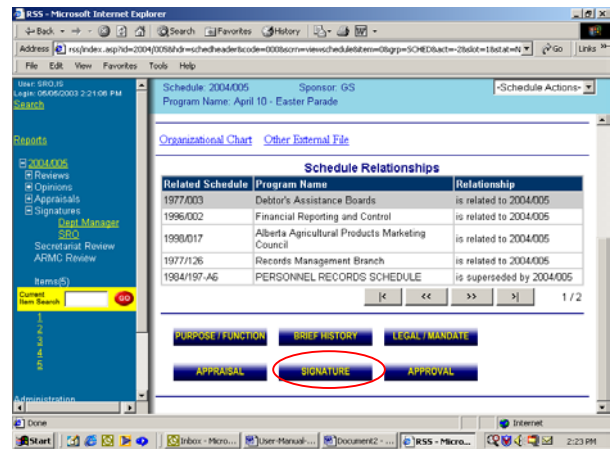 RSS - Microsoft Internet Explorer
Back Search Favorites History
Address rss/index.asp?id=2004/005&hdr=schedheader&code=0008scrn=viewschedule&item=0&grp=SCHED&act=-2&slot=1&stat=N Go Links »
File Edit View Favorites Tools Help
User: SRO.IS
Login: 06/06/2003 2:21:06 PM
Search
Reports
2004/005
Reviews
Opinions
Appraisals
Signatures
Dept.Manager
SRO
Secretariat Review
ARMC Review
Items(5)
Current
Item Search GO
1
2
3
4
5
Administration
Schedule: 2004/005 Sponsor: GS -Schedule Actions-
Program Name: April 10 - Easter Parade
Organizational Chart Other External File
Schedule Relationships
Related Schedule Program Name Relationship
1977/003 Debtor's Assistance Boards is related to 2004/005
1996/002 Financial Reporting and Control is related to 2004/005
1998/017 Alberta Agricultural Products Marketing Council is related to 2004/005
1977/126 Records Management Branch is related to 2004/005
1984/197-A6 PERSONNEL RECORDS SCHEDULE is superseded by 2004/005
|< << >> >| 1 / 2
PURPOSE / FUNCTION BRIEF HISTORY LEGAL / MANDATE
APPRAISAL SIGNATURE APPROVAL
Done Internet
Start Inbox - Micro... User-Manual-... Document2 - ... RSS - Micro... 2:23 PM